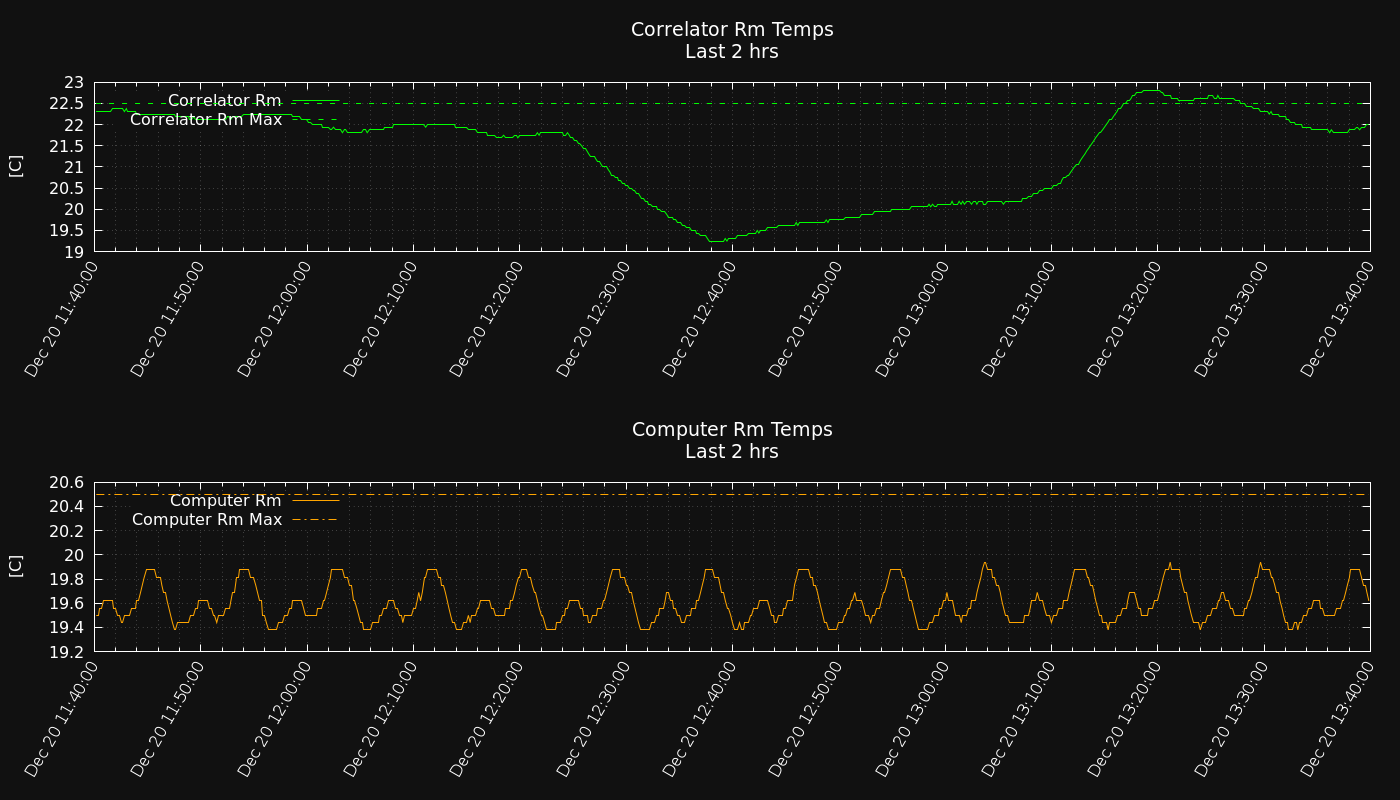 Correlator Rm Temps
Last 2 hrs
23
22.5
22
21.5
21
20.5
20
19.5
19
[C]
Correlator Rm
Correlator Rm Max
Dec 20 11:40:00
Dec 20 11:50:00
Dec 20 12:00:00
Dec 20 12:10:00
Dec 20 12:20:00
Dec 20 12:30:00
Dec 20 12:40:00
Dec 20 12:50:00
Dec 20 13:00:00
Dec 20 13:10:00
Dec 20 13:20:00
Dec 20 13:30:00
Dec 20 13:40:00
Computer Rm Temps
Last 2 hrs
20.6
20.4
20.2
20
19.8
19.6
19.4
19.2
[C]
Computer Rm
Computer Rm Max
Dec 20 11:40:00
Dec 20 11:50:00
Dec 20 12:00:00
Dec 20 12:10:00
Dec 20 12:20:00
Dec 20 12:30:00
Dec 20 12:40:00
Dec 20 12:50:00
Dec 20 13:00:00
Dec 20 13:10:00
Dec 20 13:20:00
Dec 20 13:30:00
Dec 20 13:40:00